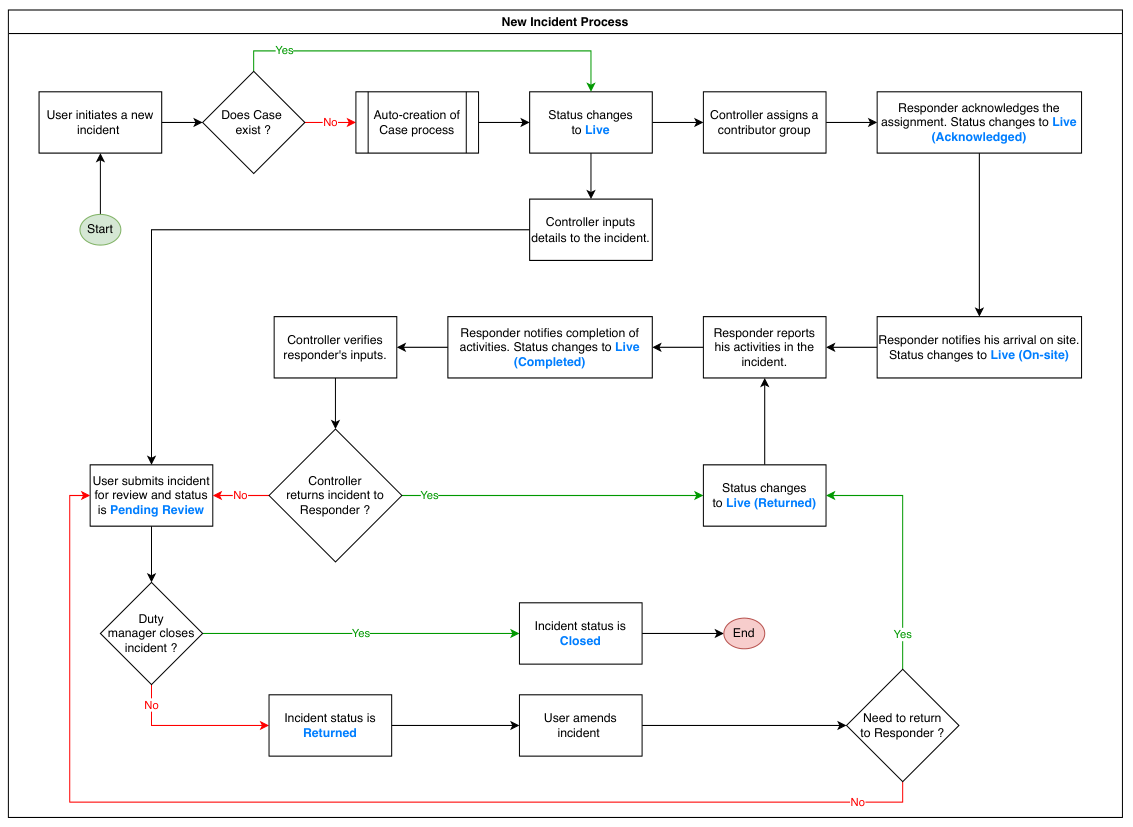 New Incident Process
Yes
User initiates a new
incident
Does Case
exist ?
No
Auto-creation of
Case process
Status changes
to Live
Controller assigns a
contributor group
Responder acknowledges the
assignment. Status changes to Live
(Acknowledged)
Start
Controller inputs
details to the incident.
Controller verifies
responder's inputs.
Responder notifies completion of
activities. Status changes to Live
(Completed)
Responder reports
his activities in the
incident.
Responder notifies his arrival on site.
Status changes to Live (On-site)
User submits incident
for review and status
is Pending Review
No
Controller
returns incident to
Responder ?
Yes
Status changes
to Live (Returned)
Duty
manager closes
incident ?
Yes
Incident status is
Closed
End
Yes
No
Incident status is
Returned
User amends
incident
Need to return
to Responder ?
No